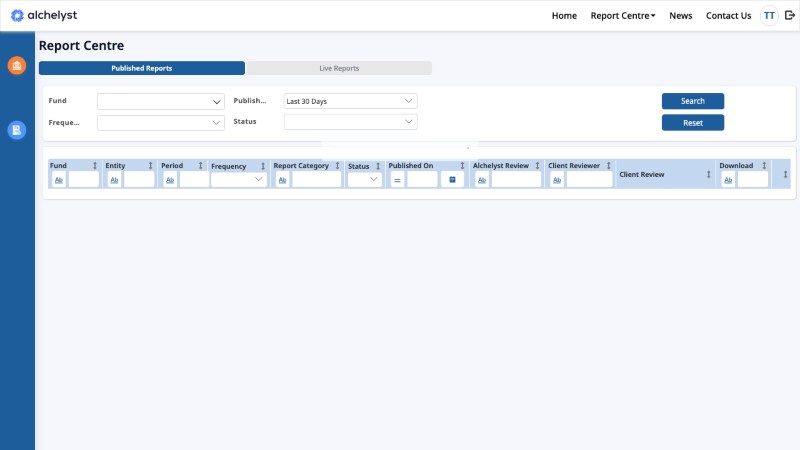 alchelyst
Home Report Centre News Contact Us TT
Report Centre
Published Reports Live Reports
Fund Publish... Last 30 Days Search
Freque... Status Reset
Fund Entity Period Frequency Report Category Status Published On Alchelyst Review Client Reviewer Client Review Download
Ab Ab Ab Ab = Ab Ab Ab